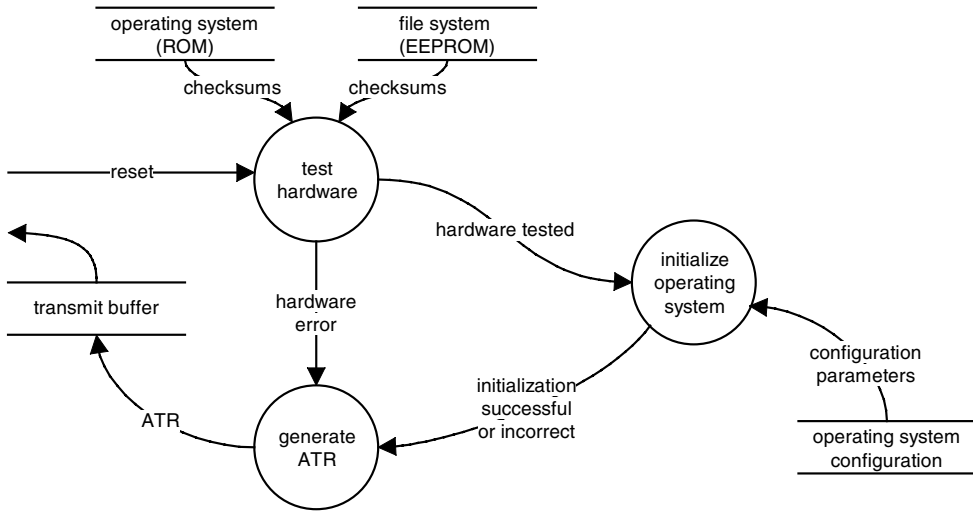 operating system
(ROM)
file system
(EEPROM)
checksums
checksums
reset
test
hardware
hardware tested
initialize
operating
system
transmit buffer
hardware
error
configuration
parameters
initialization
successful
or incorrect
ATR
generate
ATR
operating system
configuration